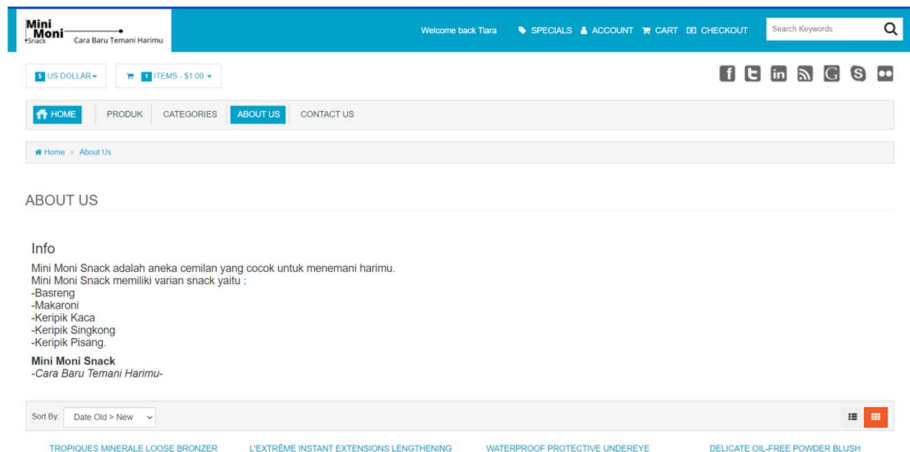 Mini
Moni
Snack
Cara Baru Temani Harimu
Welcome back Tiara
SPECIALS ACCOUNT CART CHECKOUT
Search Keywords
$ US DOLLAR
1 ITEMS - $1.00
HOME PRODUK CATEGORIES ABOUT US CONTACT US
Home » About Us
ABOUT US
Info
Mini Moni Snack adalah aneka cemilan yang cocok untuk menemani harimu.
Mini Moni Snack memiliki varian snack yaitu :
-Basreng
-Makaroni
-Keripik Kaca
-Keripik Singkong
-Keripik Pisang.
Mini Moni Snack
-Cara Baru Temani Harimu-
Sort By: Date Old > New
TROPIQUES MINERALE LOOSE BRONZER L'EXTRÊME INSTANT EXTENSIONS LENGTHENING WATERPROOF PROTECTIVE UNDEREYE DELICATE OIL-FREE POWDER BLUSH